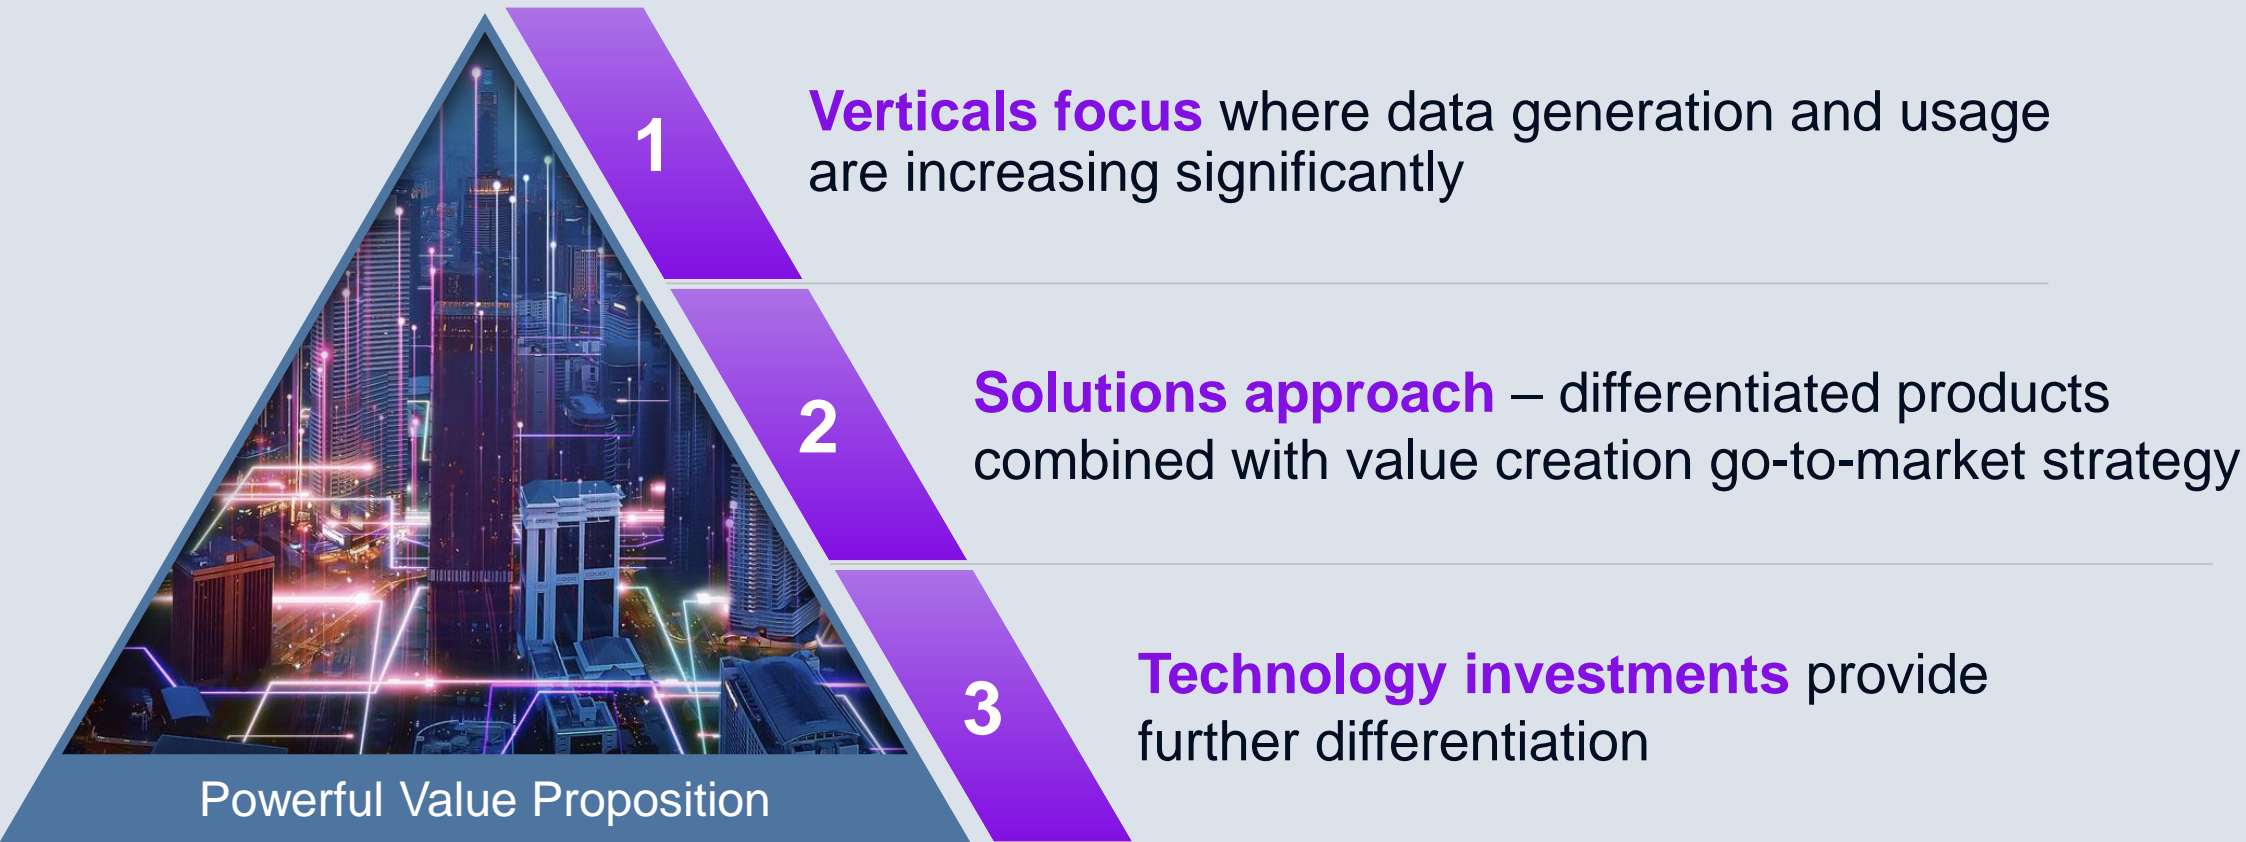 1
Verticals focus where data generation and usage
are increasing significantly
2
Solutions approach – differentiated products
combined with value creation go-to-market strategy
3
Technology investments provide
further differentiation
Powerful Value Proposition